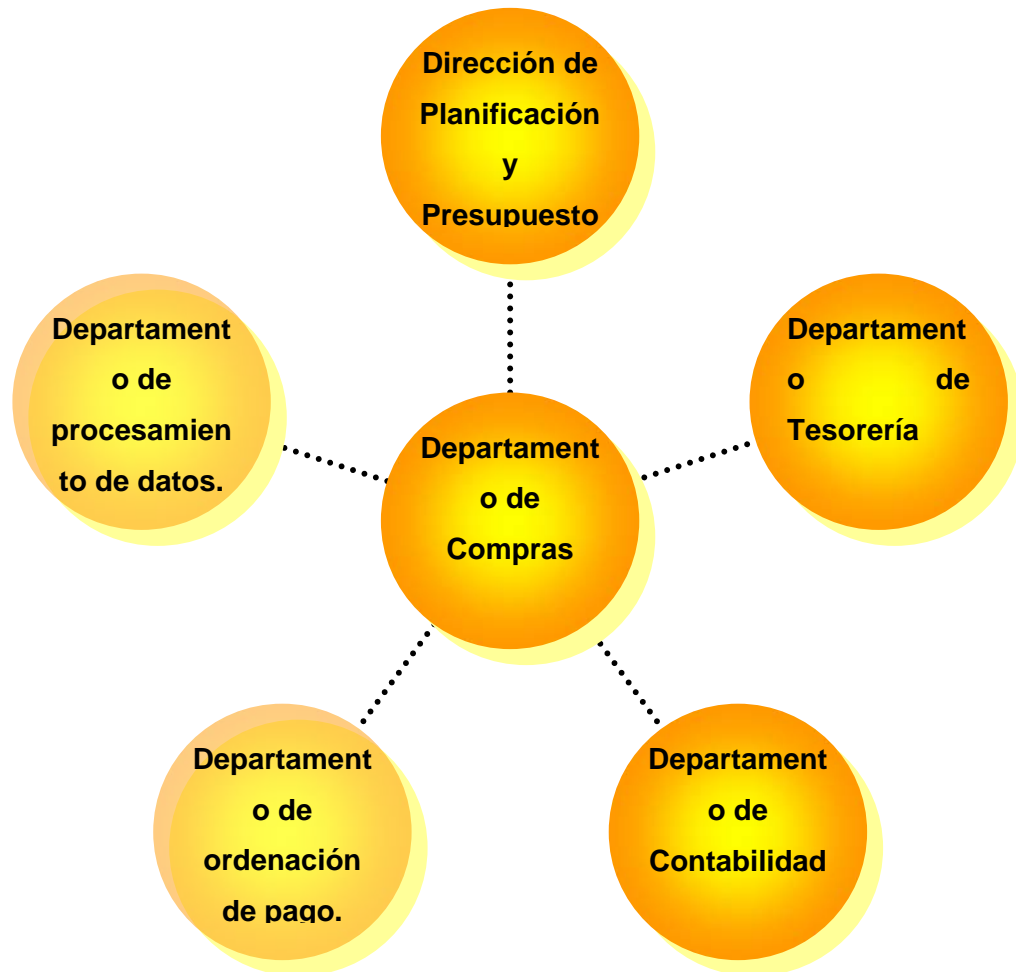 Dirección de
Planificación
y
Presupuesto
Departament
o de
procesamien
to de datos.
Departament
o de
Tesorería
Departament
o de
Compras
Departament
o de
ordenación
de pago.
Departament
o de
Contabilidad